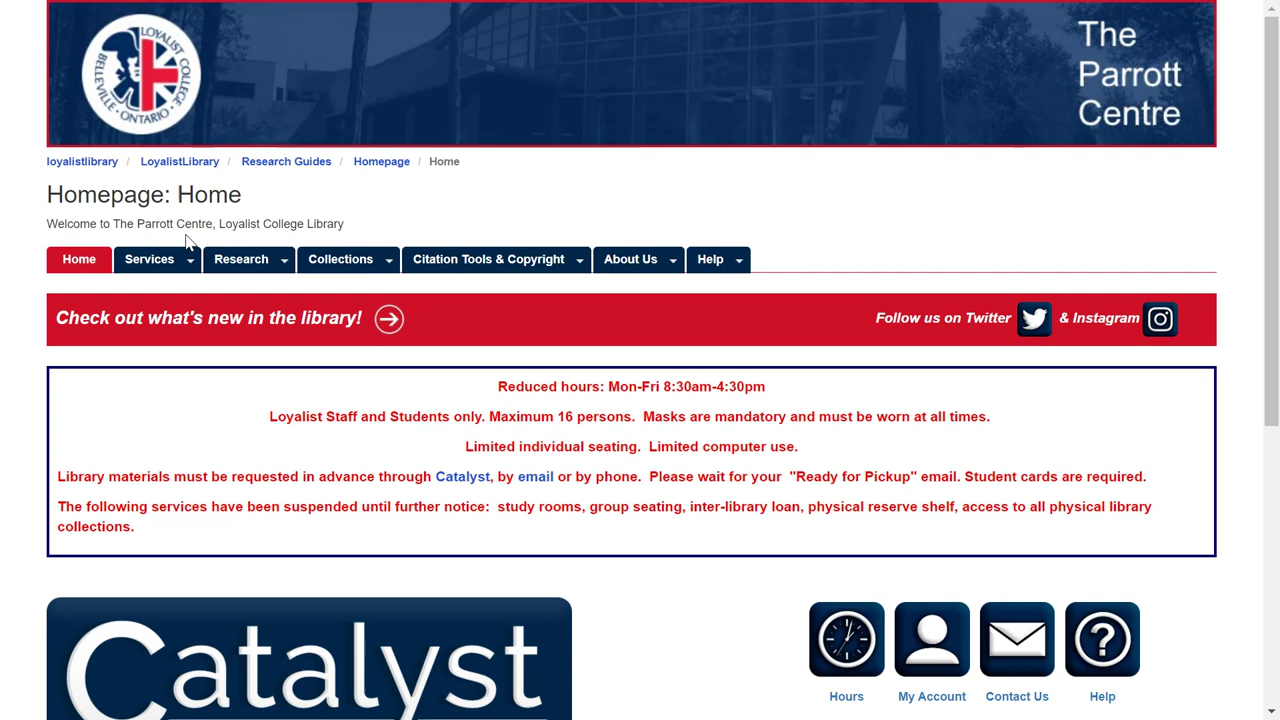 LOYALIST COLLEGE
BELLEVILLE · ONTARIO
The
Parrott
Centre
loyalistlibrary / LoyalistLibrary / Research Guides / Homepage / Home
Homepage: Home
Welcome to The Parrott Centre, Loyalist College Library
Home Services Research Collections Citation Tools & Copyright About Us Help
Check out what's new in the library! Follow us on Twitter & Instagram
Reduced hours: Mon-Fri 8:30am-4:30pm
Loyalist Staff and Students only. Maximum 16 persons. Masks are mandatory and must be worn at all times.
Limited individual seating. Limited computer use.
Library materials must be requested in advance through Catalyst, by email or by phone. Please wait for your "Ready for Pickup" email. Student cards are required.
The following services have been suspended until further notice: study rooms, group seating, inter-library loan, physical reserve shelf, access to all physical library
collections.
Catalyst
Hours My Account Contact Us Help